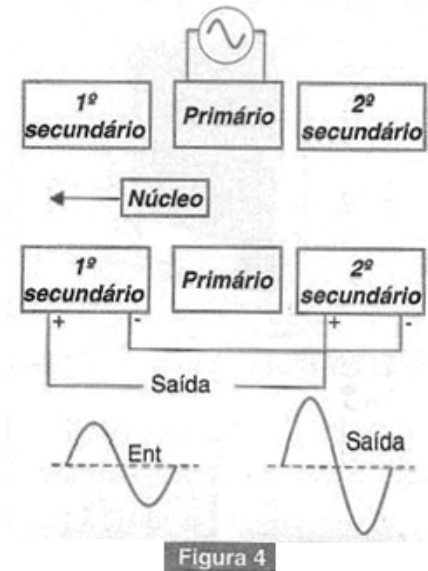 1º
secundário
Primário
2º
secundário
Núcleo
1º
secundário
Primário
2º
secundário
+
-
+
-
Saída
Ent
Saída
Figura 4